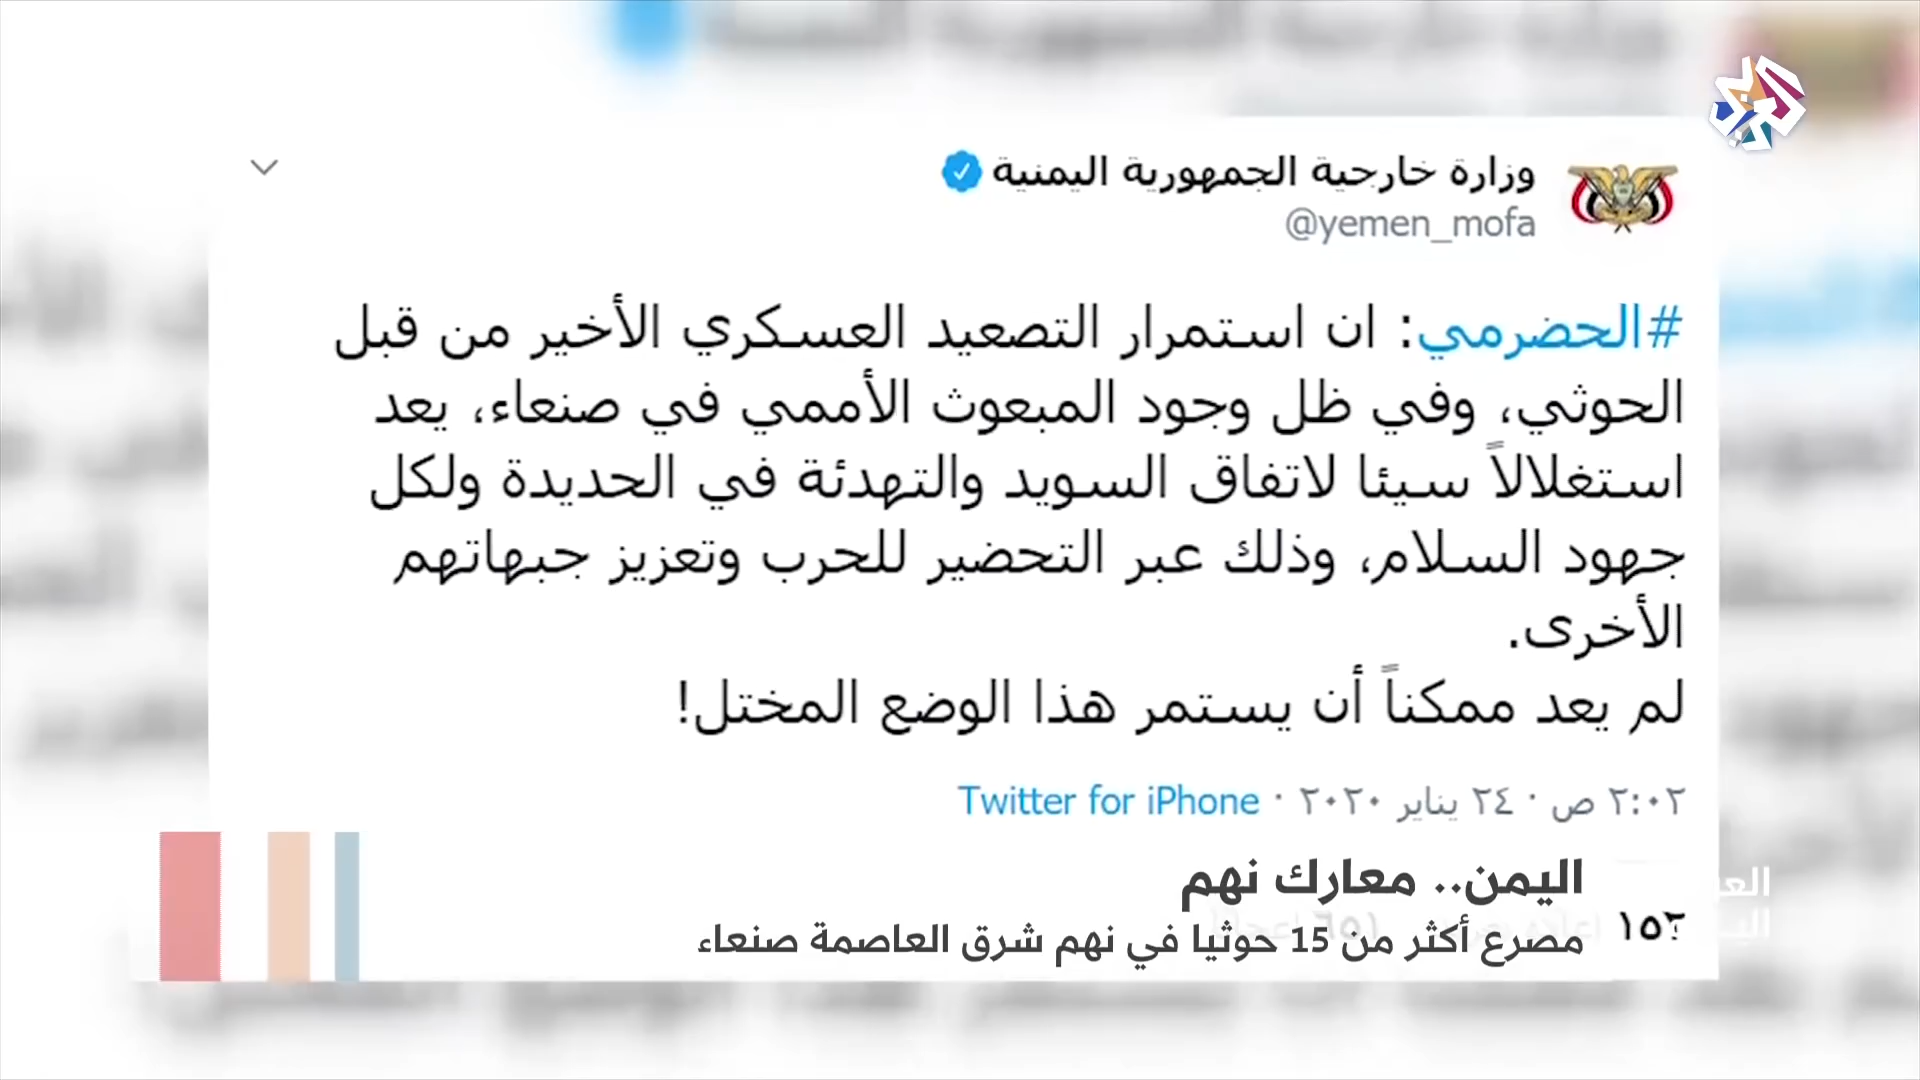 وزارة خارجية الجمهورية اليمنية
@yemen_mofa
#الحضرمي: ان استمرار التصعيد العسكري الأخير من قبل
الحوثي، وفي ظل وجود المبعوث الأممي في صنعاء، يعد
استغلالاً سيئا لاتفاق السويد والتهدئة في الحديدة ولكل
جهود السلام، وذلك عبر التحضير للحرب وتعزيز جبهاتهم
الأخرى.
لم يعد ممكناً أن يستمر هذا الوضع المختل!
٢:٠٢ ص · ٢٤ يناير ٢٠٢٠ · Twitter for iPhone
اليمن.. معارك نهم
مصرع أكثر من 15 حوثيا في نهم شرق العاصمة صنعاء